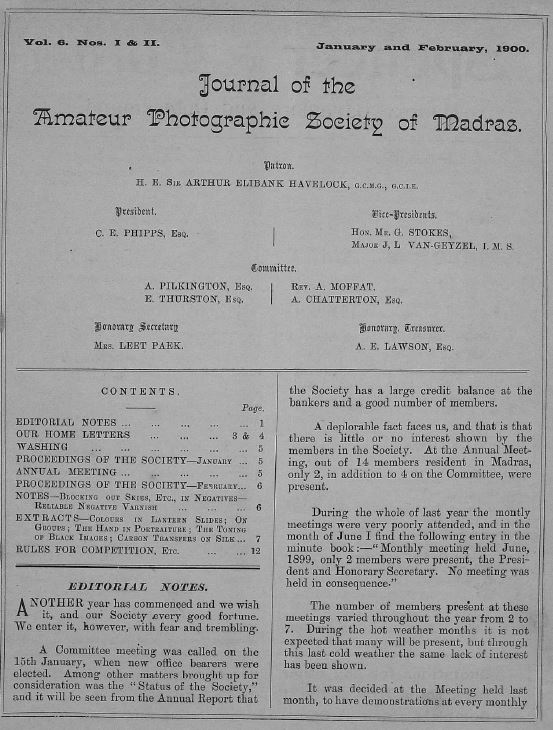 Vol. 6. Nos. I & II.
January and February, 1900.
Journal of the
Amateur Photographic Society of Madras.
Patron.
H. E. Sir ARTHUR ELIBANK HAVELOCK, G.C.M.G., G.C.I.E.
President.
C. E. PHIPPS, Esq.
Vice-Presidents.
Hon. Mr. G. STOKES,
Major J, L VAN-GEYZEL, I. M. S.
Committee.
A. PILKINGTON, Esq.
E. THURSTON, Esq.
Rev. A. MOFFAT.
A. CHATTERTON, Esq.
Honorary Secretary
Mrs. LEET PAEK.
Honorary Treasurer.
A. E. LAWSON, Esq.
CONTENTS.
Page.
EDITORIAL NOTES ... ... ... ... ... 1
OUR HOME LETTERS ... ... ... 3 & 4
WASHING ... ... ... ... ... 5
PROCEEDINGS OF THE SOCIETY—January ... 5
ANNUAL MEETING ... ... ... ... ... 5
PROCEEDINGS OF THE SOCIETY—February... 6
NOTES—Blocking out Skies, Etc., in Negatives—
Reliable Negative Varnish ... ... 6
EXTRACTS—Colours in Lantern Slides; On
Groups; The Hand in Portraiture; The Toning
of Black Images; Carbon Transfers on Silk... 7
RULES FOR COMPETITION, Etc. ... ... 12
EDITORIAL NOTES.
ANOTHER year has commenced and we wish
it, and our Society every good fortune.
We enter it, however, with fear and trembling.
A Committee meeting was called on the
15th January, when new office bearers were
elected. Among other matters brought up for
consideration was the "Status of the Society,"
and it will be seen from the Annual Report that
the Society has a large credit balance at the
bankers and a good number of members.
A deplorable fact faces us, and that is that
there is little or no interest shown by the
members in the Society. At the Annual Meet-
ing, out of 14 members resident in Madras,
only 2, in addition to 4 on the Committee, were
present.
During the whole of last year the montly
meetings were very poorly attended, and in the
month of June I find the following entry in the
minute book:—"Monthly meeting held June,
1899, only 2 members were present, the Presi-
dent and Honorary Secretary. No meeting was
held in consequence."
The number of members present at these
meetings varied throughout the year from 2 to
7. During the hot weather months it is not
expected that many will be present, but through
this last cold weather the same lack of interest
has been shown.
It was decided at the Meeting held last
month, to have demonstrations at every monthly